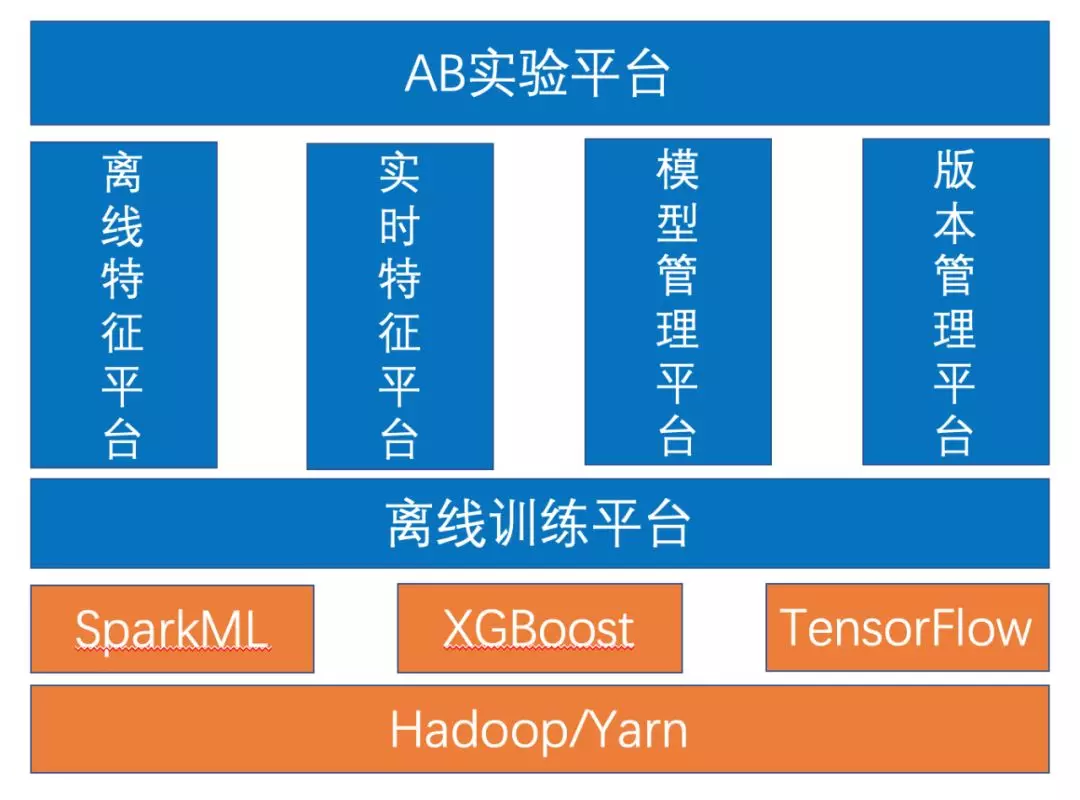 AB实验平台
离线特征平台
实时特征平台
模型管理平台
版本管理平台
离线训练平台
SparkML
XGBoost
TensorFlow
Hadoop/Yarn